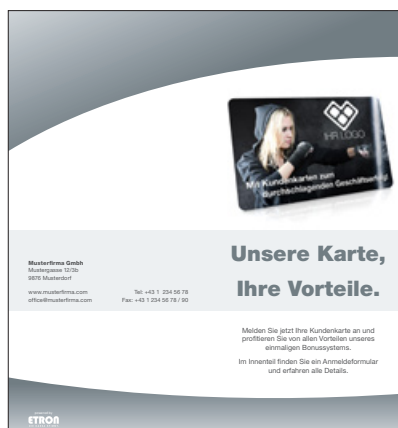 IHR LOGO
Mit Kundenkarten zum
durchschlagenden Geschäftserfolg!
Unsere Karte,
Ihre Vorteile.
Musterfirma Gmbh
Mustergasse 12/3b
9876 Musterdorf
www.musterfirma.com
office@musterfirma.com
Tel: +43 1 234 56 78
Fax: +43 1 234 56 78 / 90
Melden Sie jetzt Ihre Kundenkarte an und
profitieren Sie von allen Vorteilen unseres
einmaligen Bonussystems.
Im Innenteil finden Sie ein Anmeldeformular
und erfahren alle Details.
ETRON